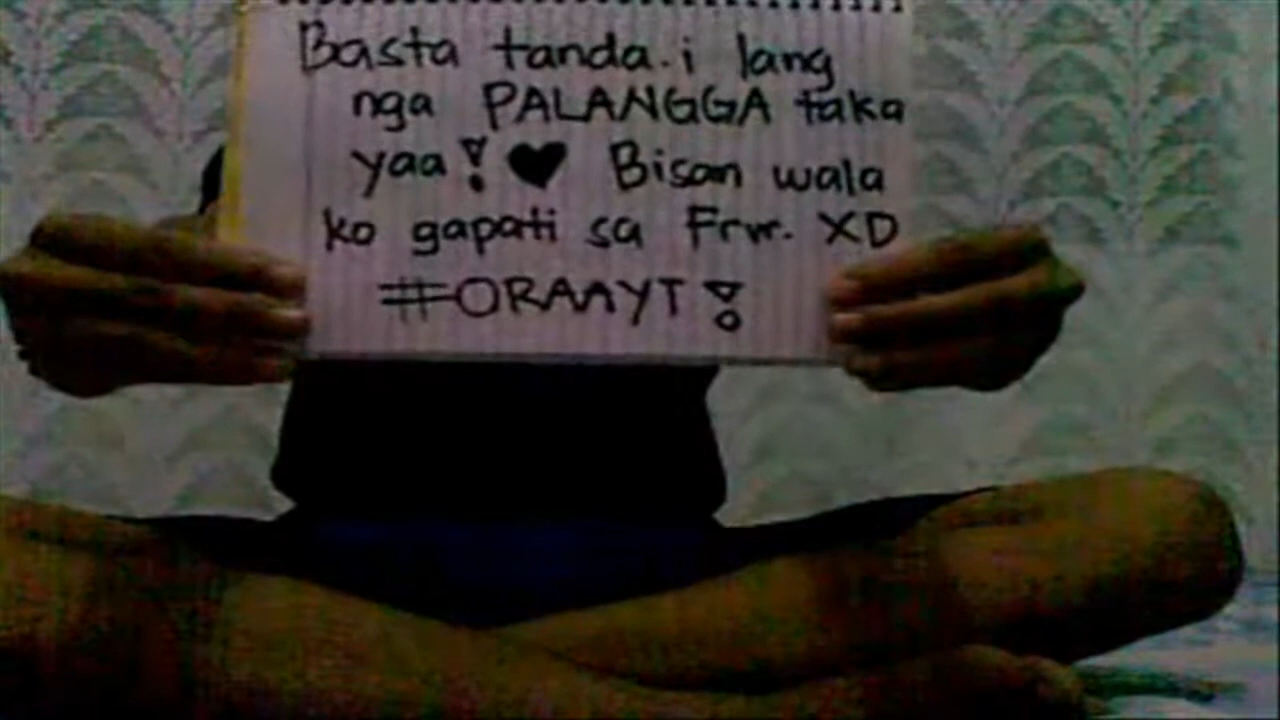 Basta tanda.i lang
nga PALANGGA taka
yaa! ♥ Bisan wala
ko gapati sa Frvr. XD
#ORAAYT!